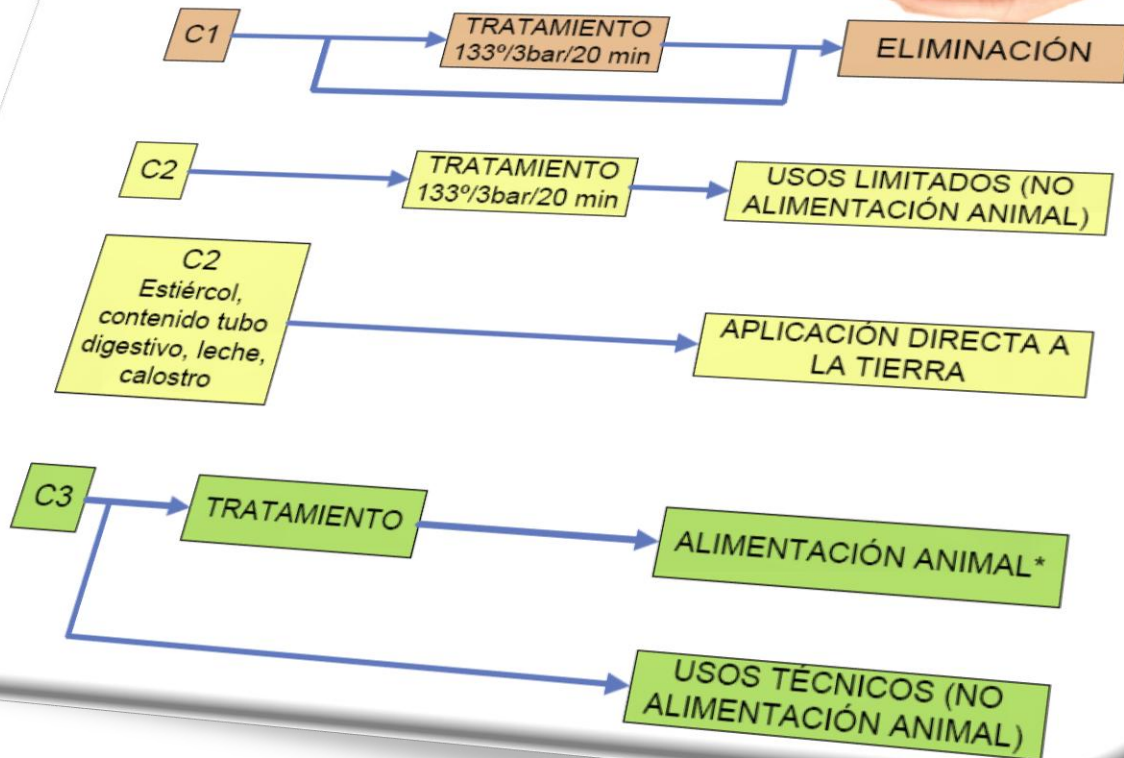 C1
TRATAMIENTO
133º/3bar/20 min
ELIMINACIÓN
C2
TRATAMIENTO
133º/3bar/20 min
USOS LIMITADOS (NO
ALIMENTACIÓN ANIMAL)
C2
Estiércol,
contenido tubo
digestivo, leche,
calostro
APLICACIÓN DIRECTA A
LA TIERRA
C3
TRATAMIENTO
ALIMENTACIÓN ANIMAL*
USOS TÉCNICOS (NO
ALIMENTACIÓN ANIMAL)